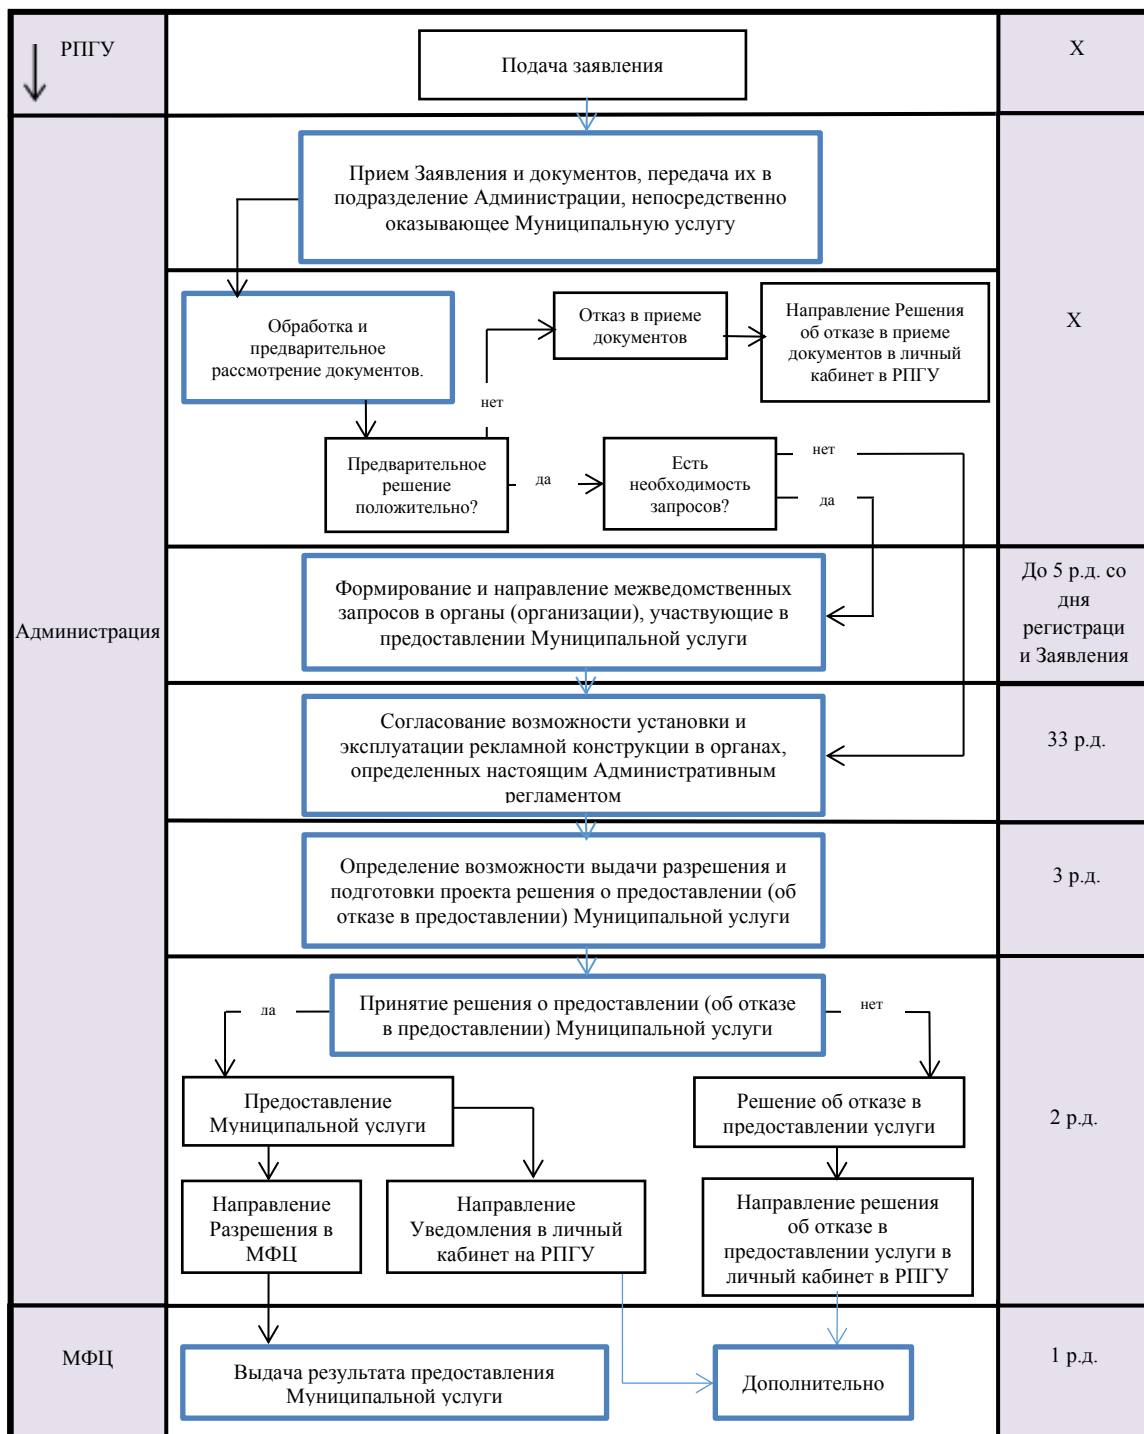 РПГУ
Подача заявления
X
Прием Заявления и документов, передача их в
подразделение Администрации, непосредственно
оказывающее Муниципальную услугу
Обработка и
предварительное
рассмотрение документов.
Отказ в приеме
документов
Направление Решения
об отказе в приеме
документов в личный
кабинет в РПГУ
X
нет
Предварительное
решение
положительно?
да
Есть
необходимость
запросов?
нет
да
Администрация
Формирование и направление межведомственных
запросов в органы (организации), участвующие в
предоставлении Муниципальной услуги
До 5 р.д. со
дня
регистраци
и Заявления
Согласование возможности установки и
эксплуатации рекламной конструкции в органах,
определенных настоящим Административным
регламентом
33 р.д.
Определение возможности выдачи разрешения и
подготовки проекта решения о предоставлении (об
отказе в предоставлении) Муниципальной услуги
3 р.д.
Принятие решения о предоставлении (об отказе
в предоставлении) Муниципальной услуги
да
нет
Предоставление
Муниципальной услуги
Решение об отказе в
предоставлении услуги
2 р.д.
Направление
Разрешения в
МФЦ
Направление
Уведомления в личный
кабинет на РПГУ
Направление решения
об отказе в
предоставлении услуги в
личный кабинет в РПГУ
МФЦ
Выдача результата предоставления
Муниципальной услуги
Дополнительно
1 р.д.